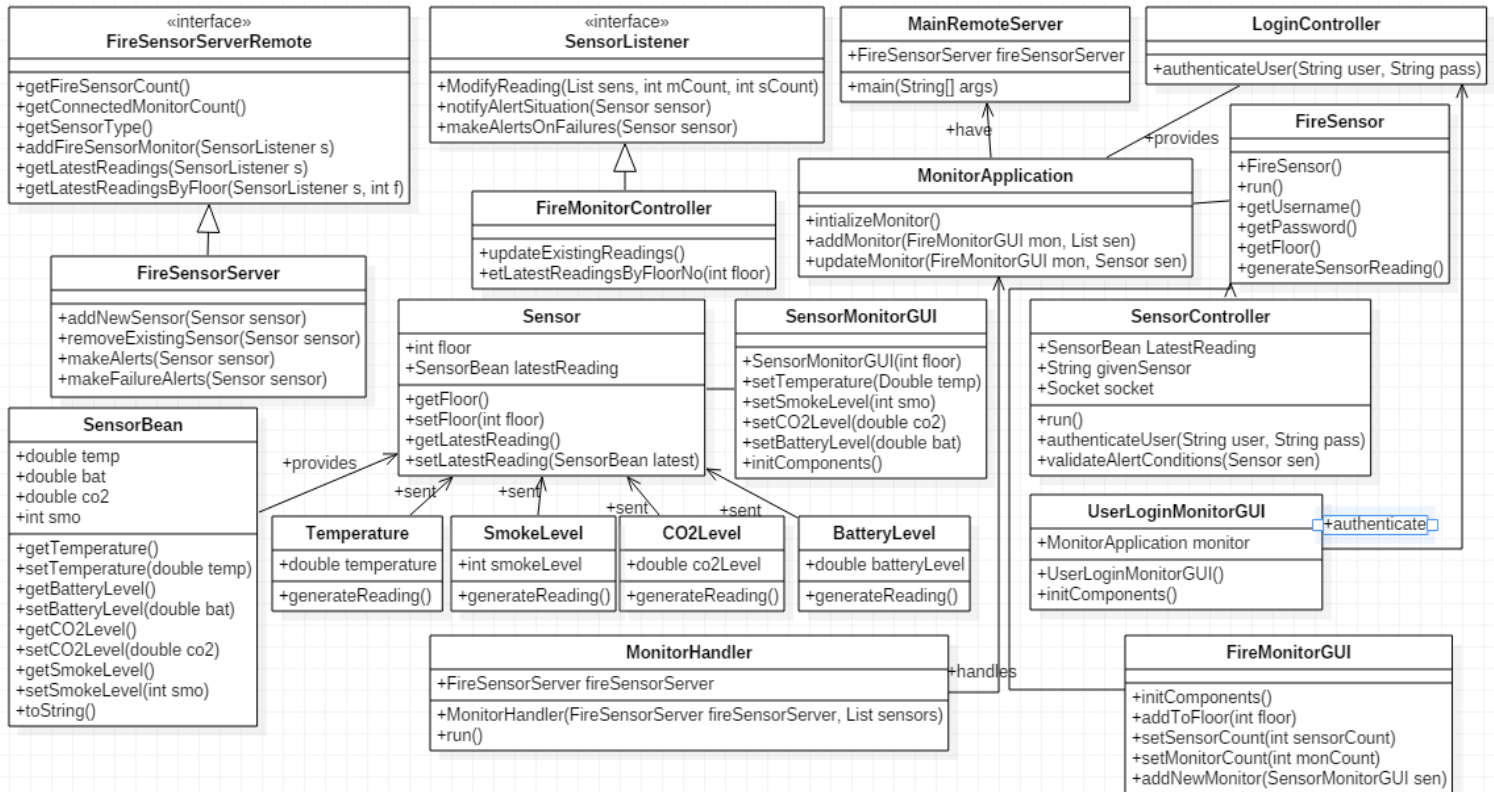 «interface»
FireSensorServerRemote
+getFireSensorCount()
+getConnectedMonitorCount()
+getSensorType()
+addFireSensorMonitor(SensorListener s)
+getLatestReadings(SensorListener s)
+getLatestReadingsByFloor(SensorListener s, int f)
«interface»
SensorListener
+ModifyReading(List sens, int mCount, int sCount)
+notifyAlertSituation(Sensor sensor)
+makeAlertsOnFailures(Sensor sensor)
MainRemoteServer
+FireSensorServer fireSensorServer
+main(String[] args)
LoginController
+authenticateUser(String user, String pass)
+have
+provides
FireSensor
+FireSensor()
+run()
+getUsername()
+getPassword()
+getFloor()
+generateSensorReading()
MonitorApplication
+intializeMonitor()
+addMonitor(FireMonitorGUI mon, List sen)
+updateMonitor(FireMonitorGUI mon, Sensor sen)
FireMonitorController
+updateExistingReadings()
+etLatestReadingsByFloorNo(int floor)
FireSensorServer
+addNewSensor(Sensor sensor)
+removeExistingSensor(Sensor sensor)
+makeAlerts(Sensor sensor)
+makeFailureAlerts(Sensor sensor)
Sensor
+int floor
+SensorBean latestReading
+getFloor()
+setFloor(int floor)
+getLatestReading()
+setLatestReading(SensorBean latest)
SensorMonitorGUI
+SensorMonitorGUI(int floor)
+setTemperature(Double temp)
+setSmokeLevel(int smo)
+setCO2Level(double co2)
+setBatteryLevel(double bat)
+initComponents()
SensorController
+SensorBean LatestReading
+String givenSensor
+Socket socket
+run()
+authenticateUser(String user, String pass)
+validateAlertConditions(Sensor sen)
SensorBean
+double temp
+double bat
+double co2
+int smo
+getTemperature()
+setTemperature(double temp)
+getBatteryLevel()
+setBatteryLevel(double bat)
+getCO2Level()
+setCO2Level(double co2)
+getSmokeLevel()
+setSmokeLevel(int smo)
+toString()
+provides
+sent
+sent
+sent
+sent
Temperature
+double temperature
+generateReading()
SmokeLevel
+int smokeLevel
+generateReading()
CO2Level
+double co2Level
+generateReading()
BatteryLevel
+double batteryLevel
+generateReading()
UserLoginMonitorGUI
+MonitorApplication monitor
+UserLoginMonitorGUI()
+initComponents()
+authenticate
MonitorHandler
+FireSensorServer fireSensorServer
+MonitorHandler(FireSensorServer fireSensorServer, List sensors)
+run()
+handles
FireMonitorGUI
+initComponents()
+addToFloor(int floor)
+setSensorCount(int sensorCount)
+setMonitorCount(int monCount)
+addNewMonitor(SensorMonitorGUI sen)